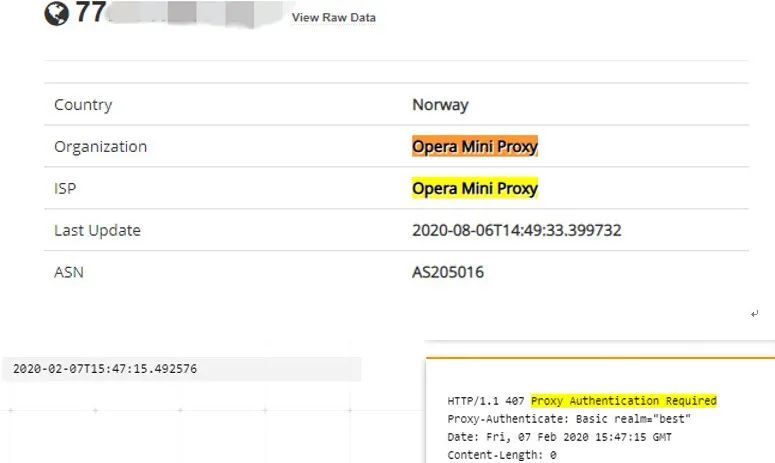 77
View Raw Data
Country Norway
Organization Opera Mini Proxy
ISP Opera Mini Proxy
Last Update 2020-08-06T14:49:33.399732
ASN AS205016
2020-02-07T15:47:15.492576
HTTP/1.1 407 Proxy Authentication Required
Proxy-Authenticate: Basic realm="best"
Date: Fri, 07 Feb 2020 15:47:15 GMT
Content-Length: 0